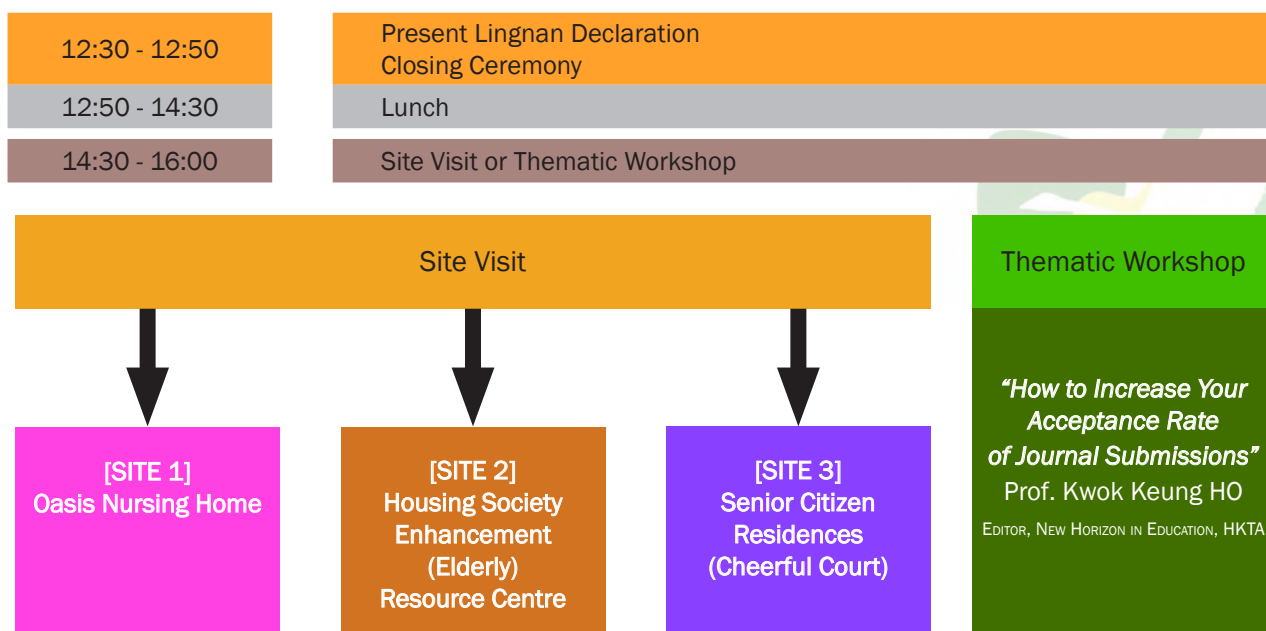 12:30 - 12:50
Present Lingnan Declaration
Closing Ceremony
12:50 - 14:30
Lunch
14:30 - 16:00
Site Visit or Thematic Workshop
Site Visit
[SITE 1]
Oasis Nursing Home
[SITE 2]
Housing Society
Enhancement
(Elderly)
Resource Centre
[SITE 3]
Senior Citizen
Residences
(Cheerful Court)
Thematic Workshop
“How to Increase Your
Acceptance Rate
of Journal Submissions”
Prof. Kwok Keung HO
Editor, New Horizon in Education, HKTA